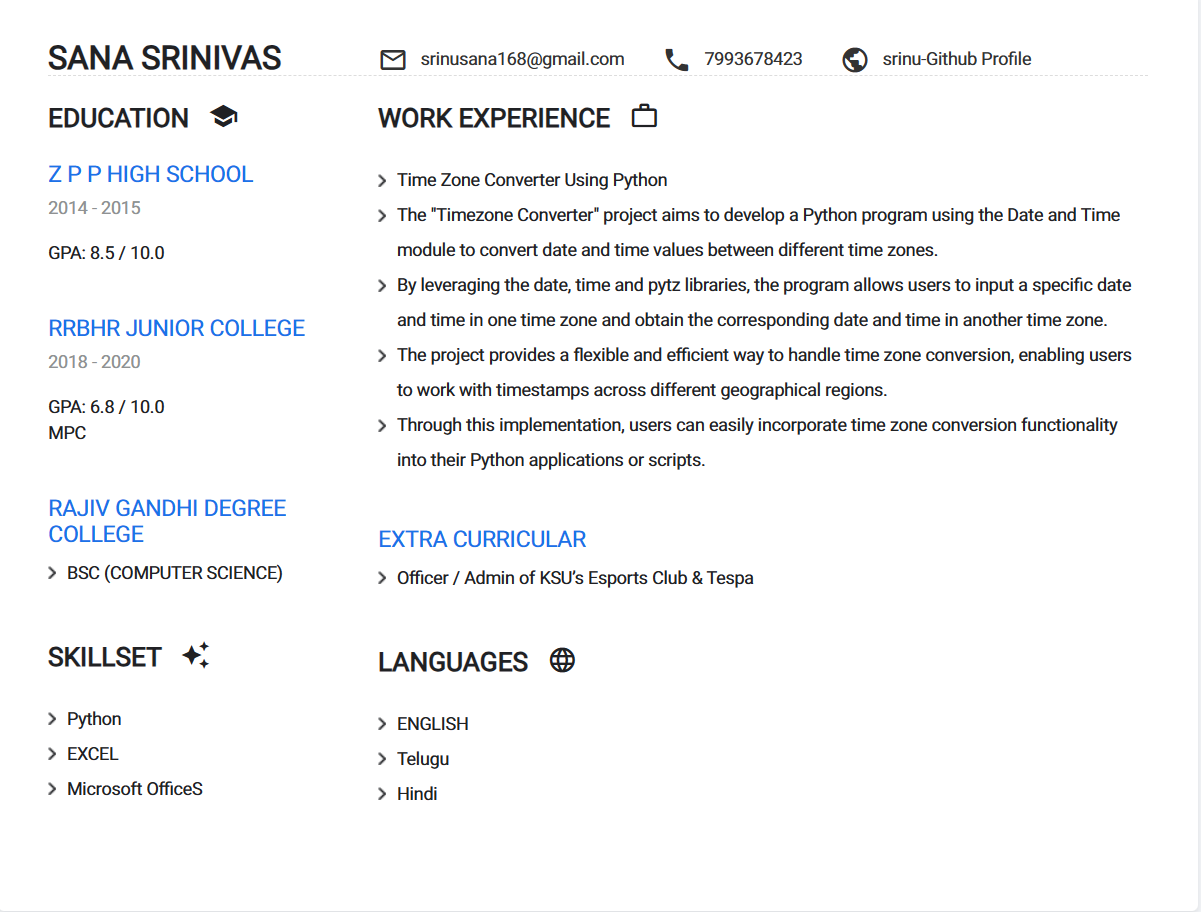 SANA SRINIVAS
srinusana168@gmail.com
7993678423
srinu-Github Profile
EDUCATION
Z P P HIGH SCHOOL
2014 - 2015
GPA: 8.5 / 10.0
RRBHR JUNIOR COLLEGE
2018 - 2020
GPA: 6.8 / 10.0
MPC
RAJIV GANDHI DEGREE
COLLEGE
BSC (COMPUTER SCIENCE)
SKILLSET
Python
EXCEL
Microsoft OfficeS
WORK EXPERIENCE
Time Zone Converter Using Python
The "Timezone Converter" project aims to develop a Python program using the Date and Time
module to convert date and time values between different time zones.
By leveraging the date, time and pytz libraries, the program allows users to input a specific date
and time in one time zone and obtain the corresponding date and time in another time zone.
The project provides a flexible and efficient way to handle time zone conversion, enabling users
to work with timestamps across different geographical regions.
Through this implementation, users can easily incorporate time zone conversion functionality
into their Python applications or scripts.
EXTRA CURRICULAR
Officer / Admin of KSU’s Esports Club & Tespa
LANGUAGES
ENGLISH
Telugu
Hindi